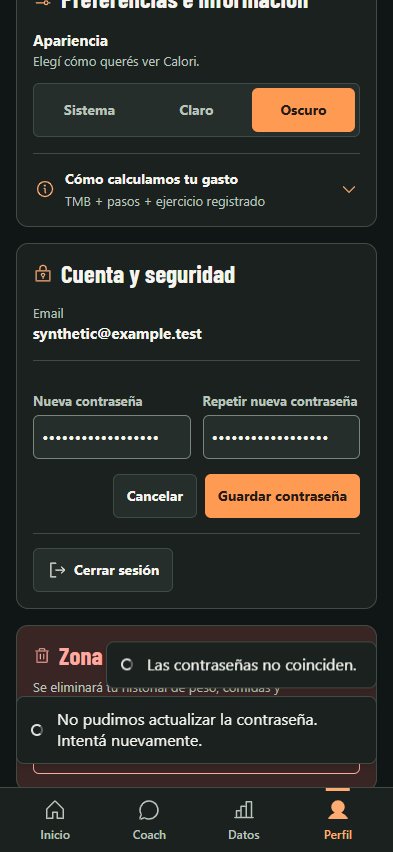 Preferencias e información
Apariencia
Elegí cómo querés ver Calori.
Sistema
Claro
Oscuro
Cómo calculamos tu gasto
TMB + pasos + ejercicio registrado
Cuenta y seguridad
Email
synthetic@example.test
Nueva contraseña
Repetir nueva contraseña
••••••••••••••••••
••••••••••••••••••
Cancelar
Guardar contraseña
Cerrar sesión
Zona
Las contraseñas no coinciden.
Se eliminará tu historial de peso, comidas y
No pudimos actualizar la contraseña.
Intentá nuevamente.
Inicio
Coach
Datos
Perfil